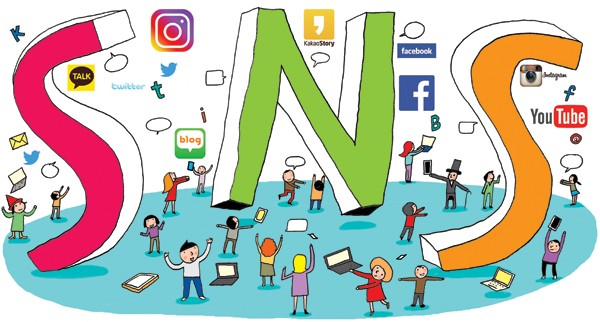 SNS
K
TALK
twitter
t
i
blog
KakaoStory
facebook
f
B
Instagram
f
YouTube